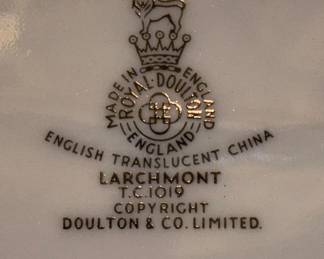 MADE IN ENGLAND
ROYAL·DOULTON
ENGLAND
ENGLISH TRANSLUCENT CHINA
LARCHMONT
T.C.1019
COPYRIGHT
DOULTON & CO. LIMITED.